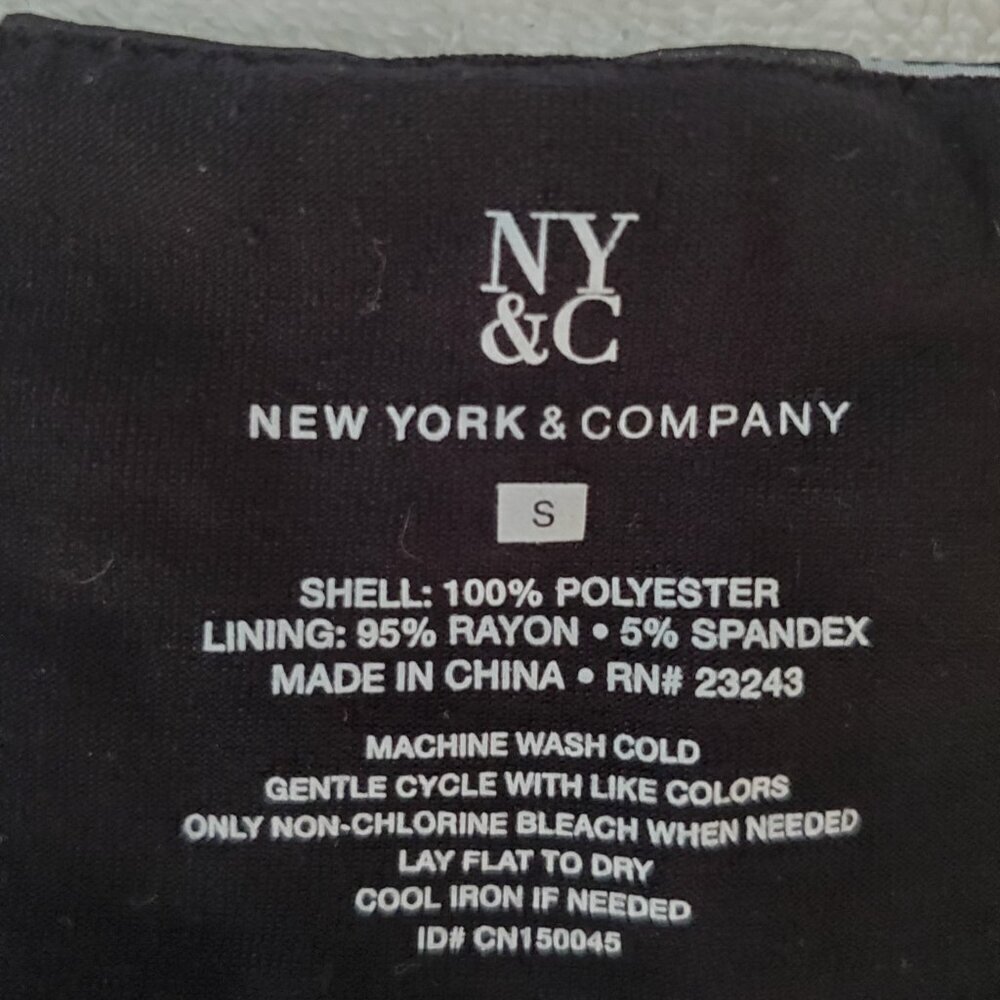 NY
&C
NEW YORK & COMPANY
S
SHELL: 100% POLYESTER
LINING: 95% RAYON • 5% SPANDEX
MADE IN CHINA • RN# 23243
MACHINE WASH COLD
GENTLE CYCLE WITH LIKE COLORS
ONLY NON-CHLORINE BLEACH WHEN NEEDED
LAY FLAT TO DRY
COOL IRON IF NEEDED
ID# CN150045